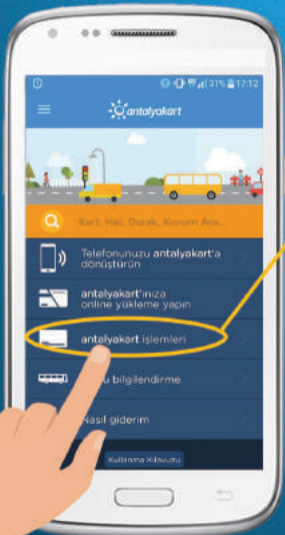 31% 17:12
antalyakart
Kart, Hat, Durak, Konum Ara...
Telefonunuzu antalyakart'a
dönüştürün
antalyakart'ınıza
online yükleme yapın
antalyakart işlemleri
bilgilendirme
Nasıl giderim
Kullanma Kılavuzu